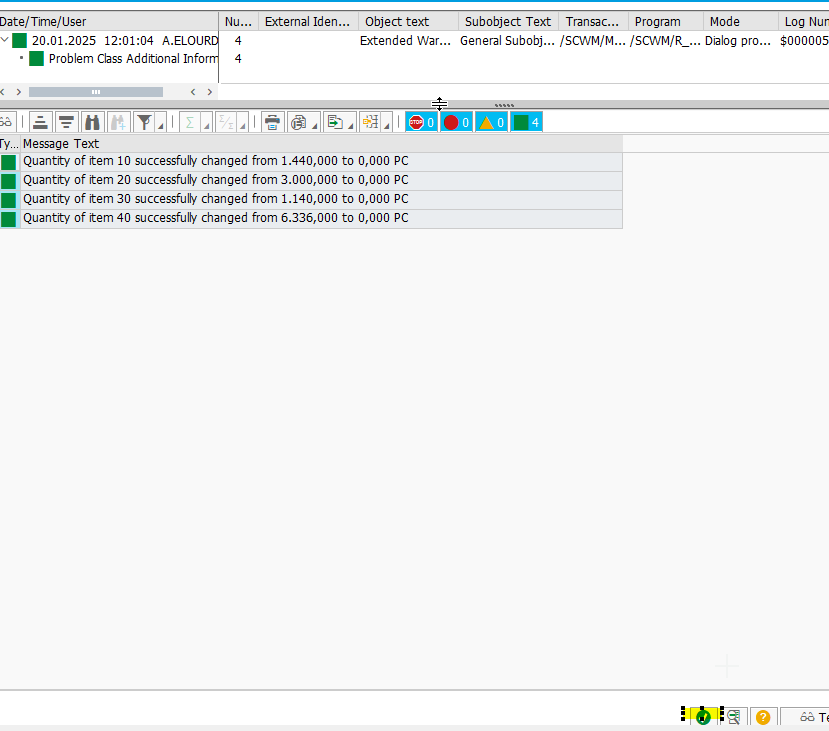 Date/Time/User Nu... External Iden... Object text Subobject Text Transac... Program Mode Log Num
20.01.2025 12:01:04 A.ELOURD 4 Extended War... General Subobj... /SCWM/M... /SCWM/R_... Dialog pro... $000005
Problem Class Additional Inform 4
STOP 0 0 0 4
Ty... Message Text
Quantity of item 10 successfully changed from 1.440,000 to 0,000 PC
Quantity of item 20 successfully changed from 3.000,000 to 0,000 PC
Quantity of item 30 successfully changed from 1.140,000 to 0,000 PC
Quantity of item 40 successfully changed from 6.336,000 to 0,000 PC
Te